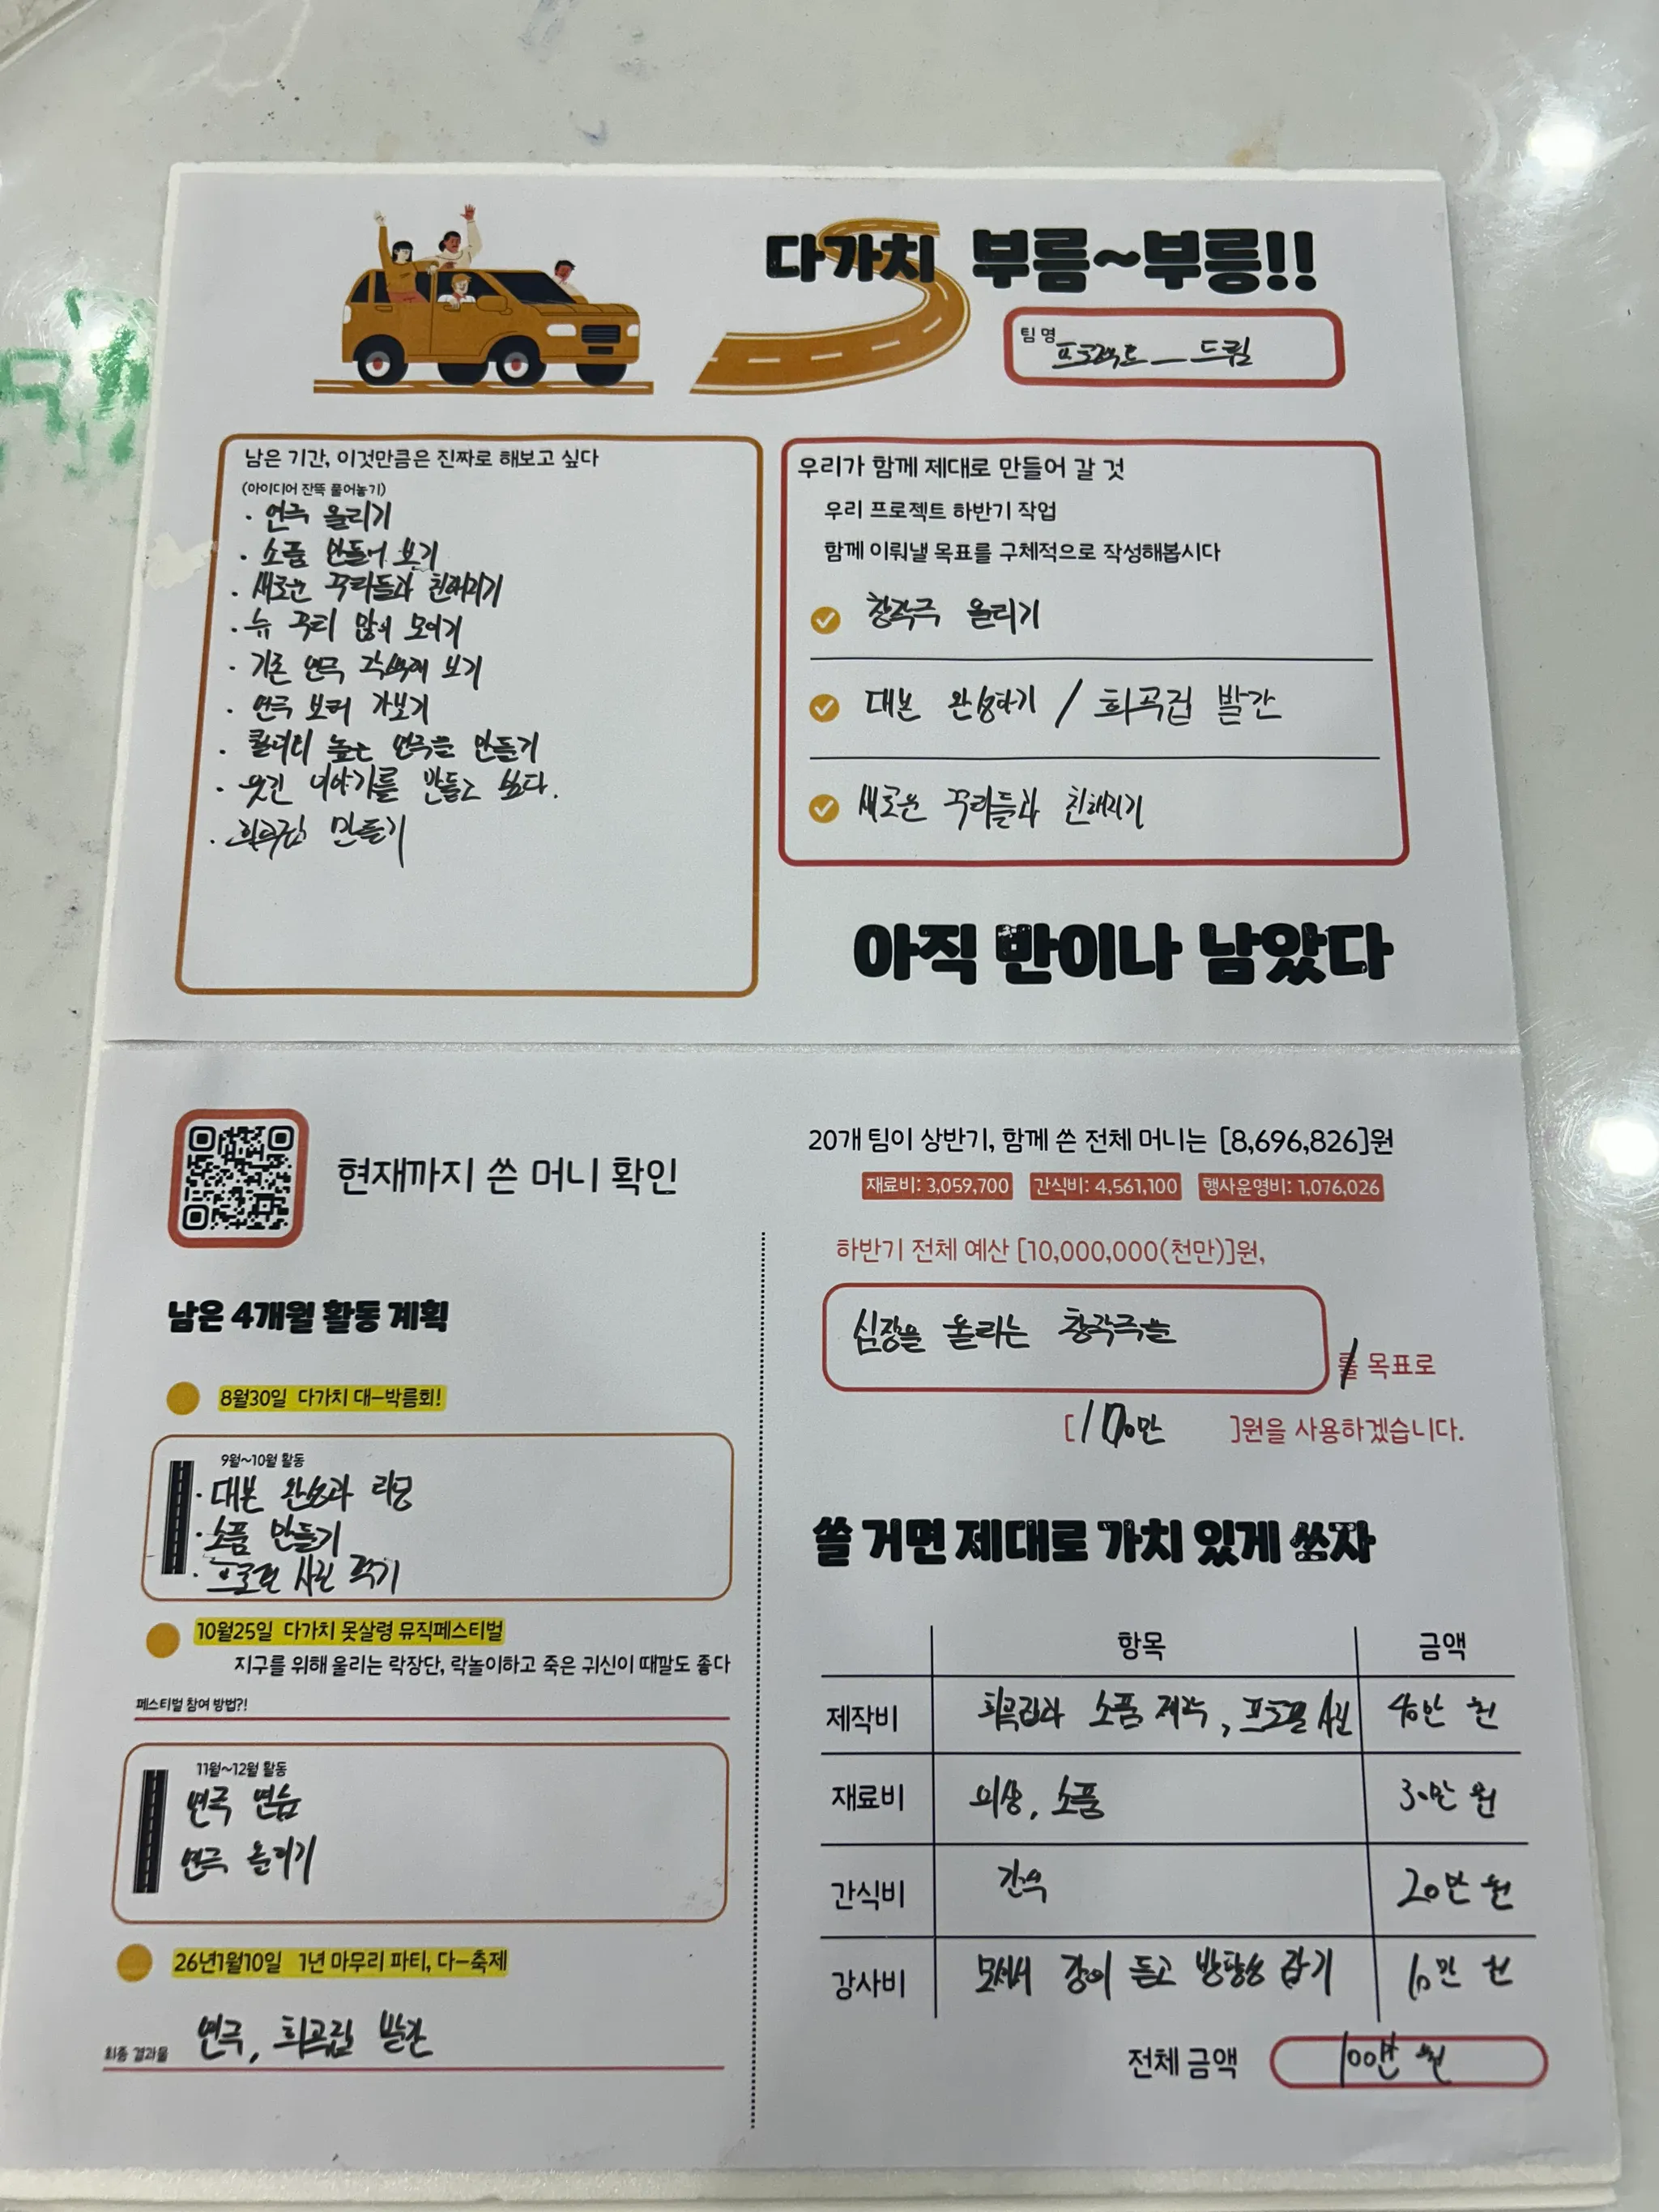 다가치 부름~부릉!!
팀 명 프로젝트_드림
남은 기간, 이것만큼은 진짜로 해보고 싶다
(아이디어 잔뜩 풀어놓기)
· 연극 올리기
· 소품 만들어 보기
· 새로운 꾸러들과 친해지기
· 뉴 꾸티 많이 모이기
· 기존 연극 각색해 보기
· 연극 보러 가보기
· 퀄리티 높은 연극을 만들기
· 웃긴 이야기를 만들고 싶다.
· 희곡집 만들기
우리가 함께 제대로 만들어 갈 것
우리 프로젝트 하반기 작업
함께 이뤄낼 목표를 구체적으로 작성해봅시다
창작극 올리기
대본 완성하기 / 희곡집 발간
새로운 꾸러들과 친해지기
아직 반이나 남았다
현재까지 쓴 머니 확인
20개 팀이 상반기, 함께 쓴 전체 머니는 [8,696,826]원
재료비: 3,059,700 간식비: 4,561,100 행사운영비: 1,076,026
하반기 전체 예산 [10,000,000(천만)]원,
심장을 올리는 창작극을
를 목표로
[100만 ]원을 사용하겠습니다.
남은 4개월 활동 계획
8월30일 다가치 대-박름회!
9월~10월 활동
· 대본 완성과 리딩
· 소품 만들기
· 프로필 사진 찍기
10월25일 다가치 못살령 뮤직페스티벌
지구를 위해 울리는 락장단, 락놀이하고 죽은 귀신이 때깔도 좋다
페스티벌 참여 방법?!
11월~12월 활동
연극 연습
연극 올리기
26년1월10일 1년 마무리 파티, 다-축제
최종 결과물 연극, 희곡집 발간
쓸 거면 제대로 가치 있게 쓰자
항목 금액
제작비 희곡집과 소품 제작, 프로필 사진 40만 원
재료비 의상, 소품 30만 원
간식비 간식 20만 원
강사비 모셔서 강의 듣고 방향성 잡기 10만 원
전체 금액 100만 원